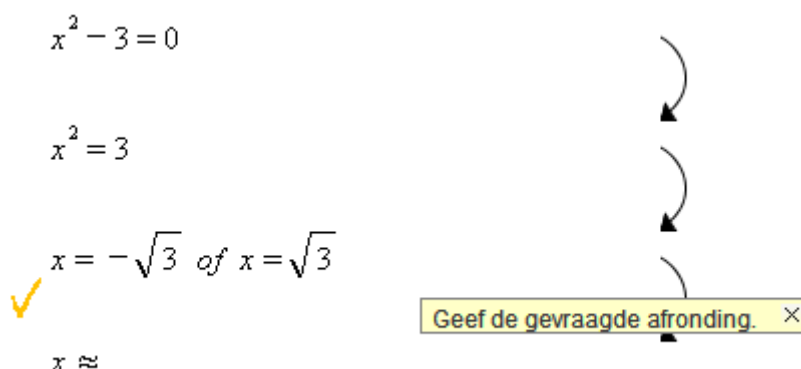 x² − 3 = 0
x² = 3
x = −√3 of x = √3
Geef de gevraagde afronding.
x ≈